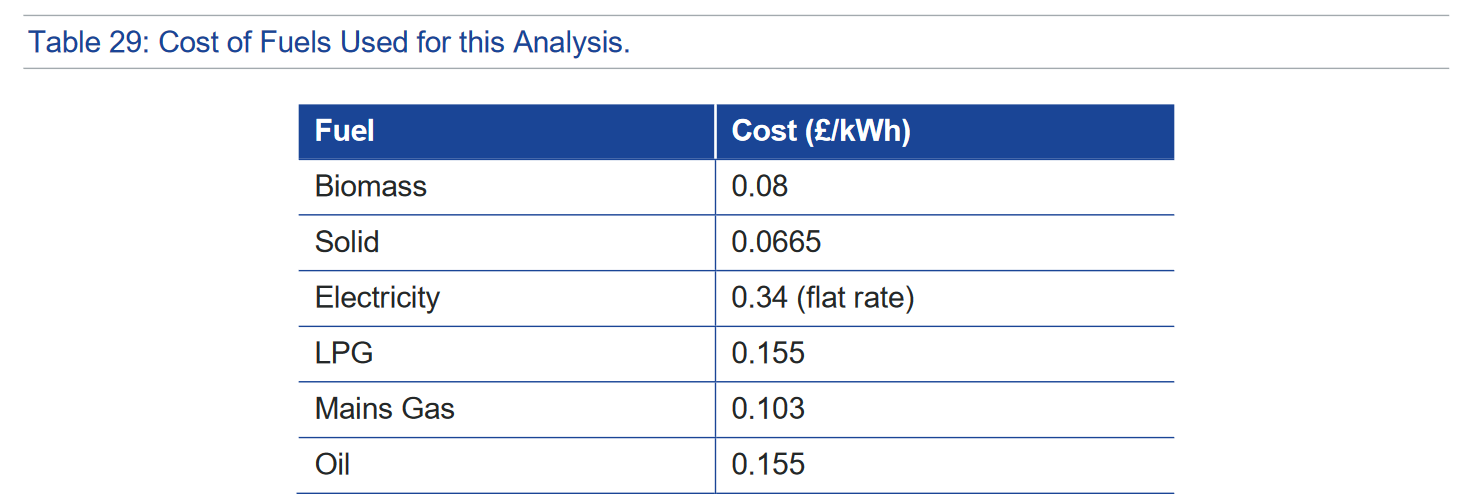 Table 29: Cost of Fuels Used for this Analysis.
Fuel Cost (£/kWh)
Biomass 0.08
Solid 0.0665
Electricity 0.34 (flat rate)
LPG 0.155
Mains Gas 0.103
Oil 0.155